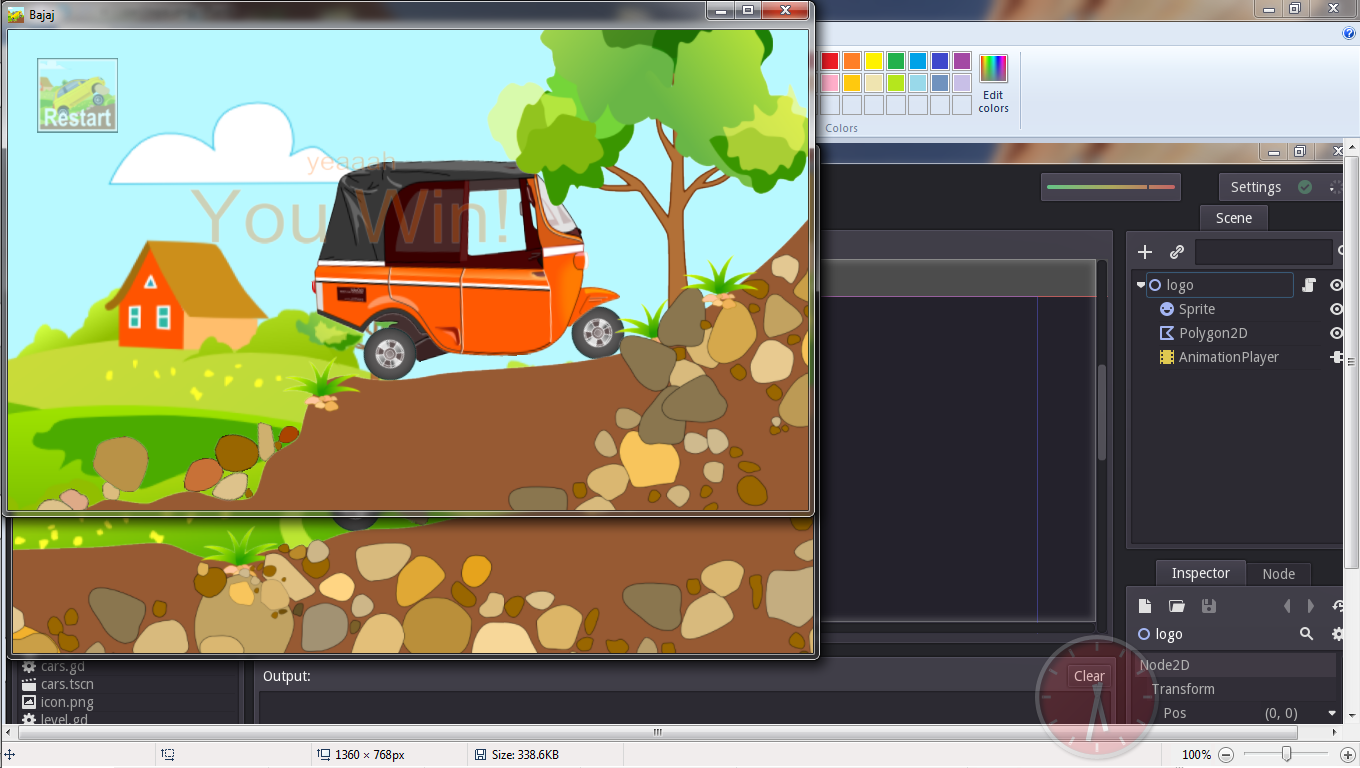 Bajaj
Restart
yeaaah
You Win!
Edit
colors
Colors
Settings
Scene
logo
Sprite
Polygon2D
AnimationPlayer
Inspector
Node
logo
Node2D
Transform
Pos
(0, 0)
cars.gd
cars.tscn
icon.png
level.gd
Output:
Clear
1360 × 768px
Size: 338.6KB
100%